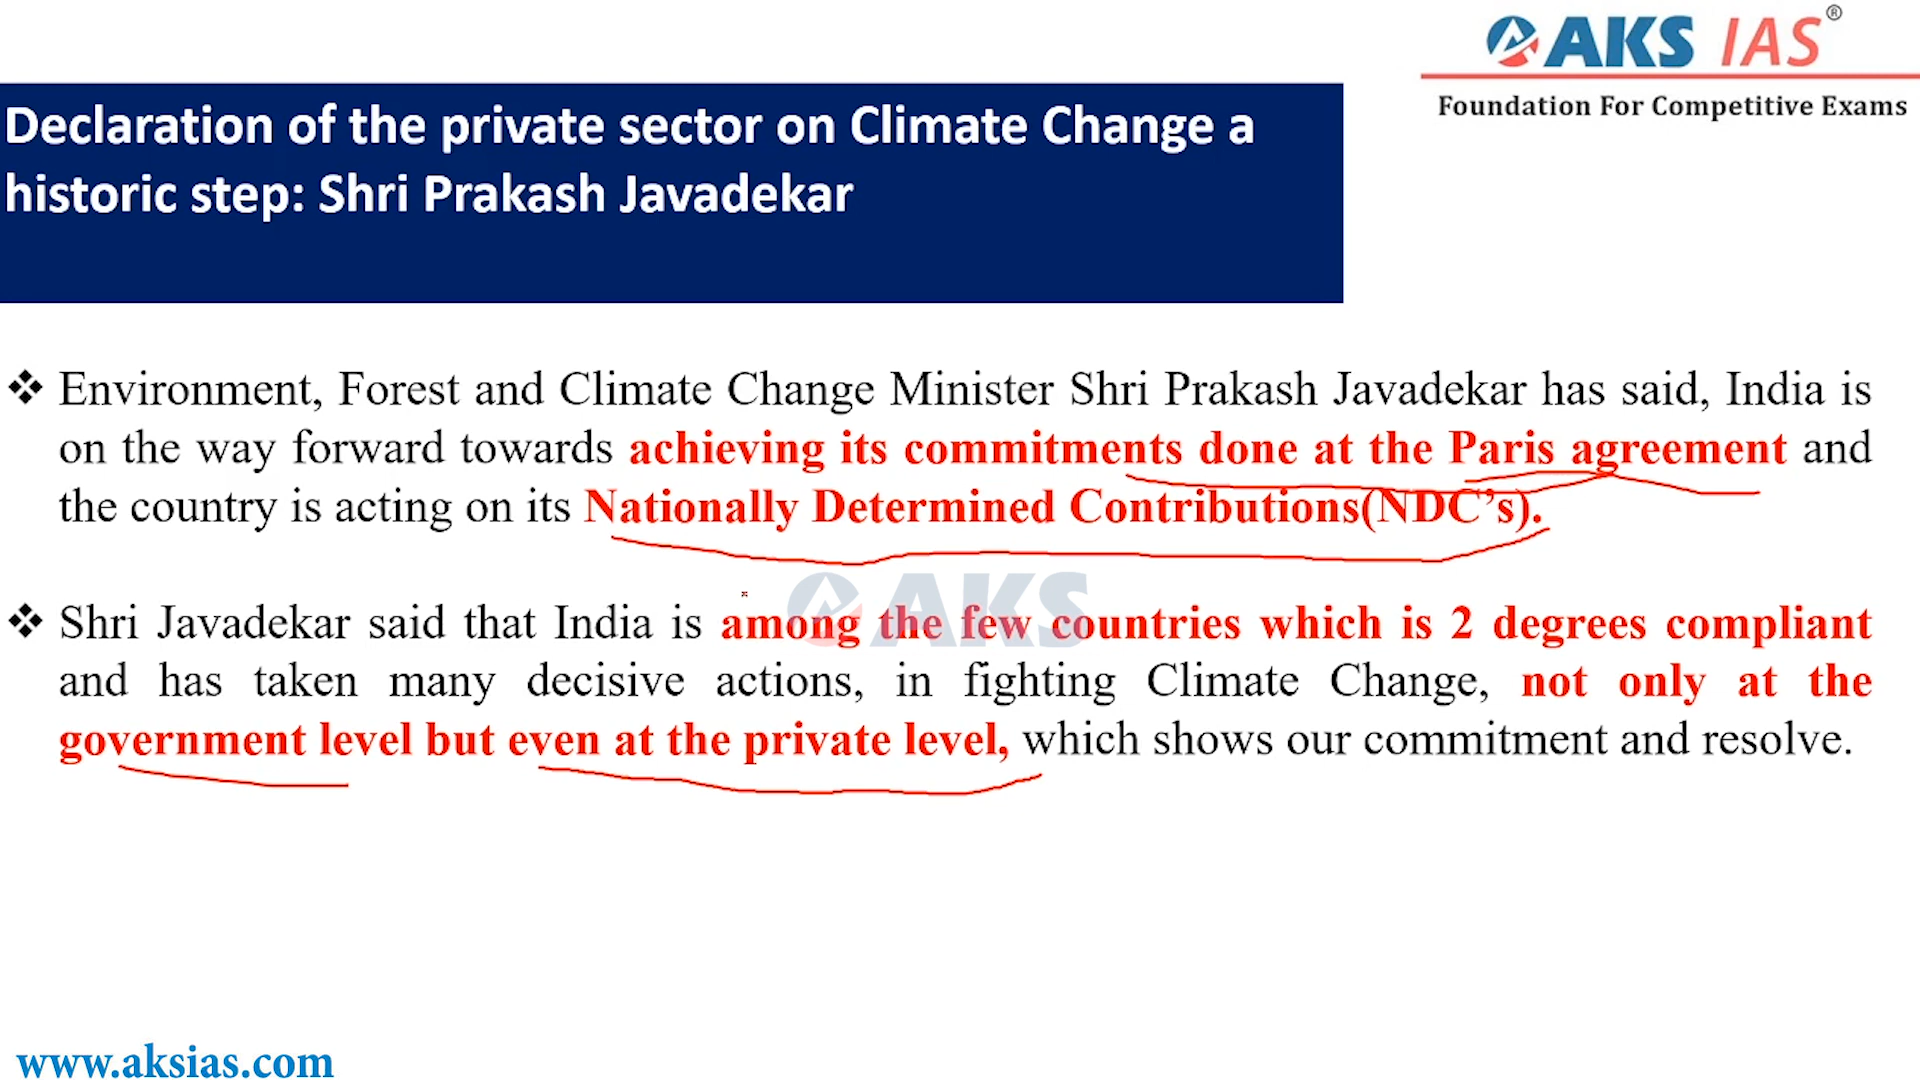 AKS IAS®
Foundation For Competitive Exams
Declaration of the private sector on Climate Change a
historic step: Shri Prakash Javadekar
❖ Environment, Forest and Climate Change Minister Shri Prakash Javadekar has said, India is
on the way forward towards achieving its commitments done at the Paris agreement and
the country is acting on its Nationally Determined Contributions(NDC’s).
AKS
❖ Shri Javadekar said that India is among the few countries which is 2 degrees compliant
and has taken many decisive actions, in fighting Climate Change, not only at the
government level but even at the private level, which shows our commitment and resolve.
www.aksias.com